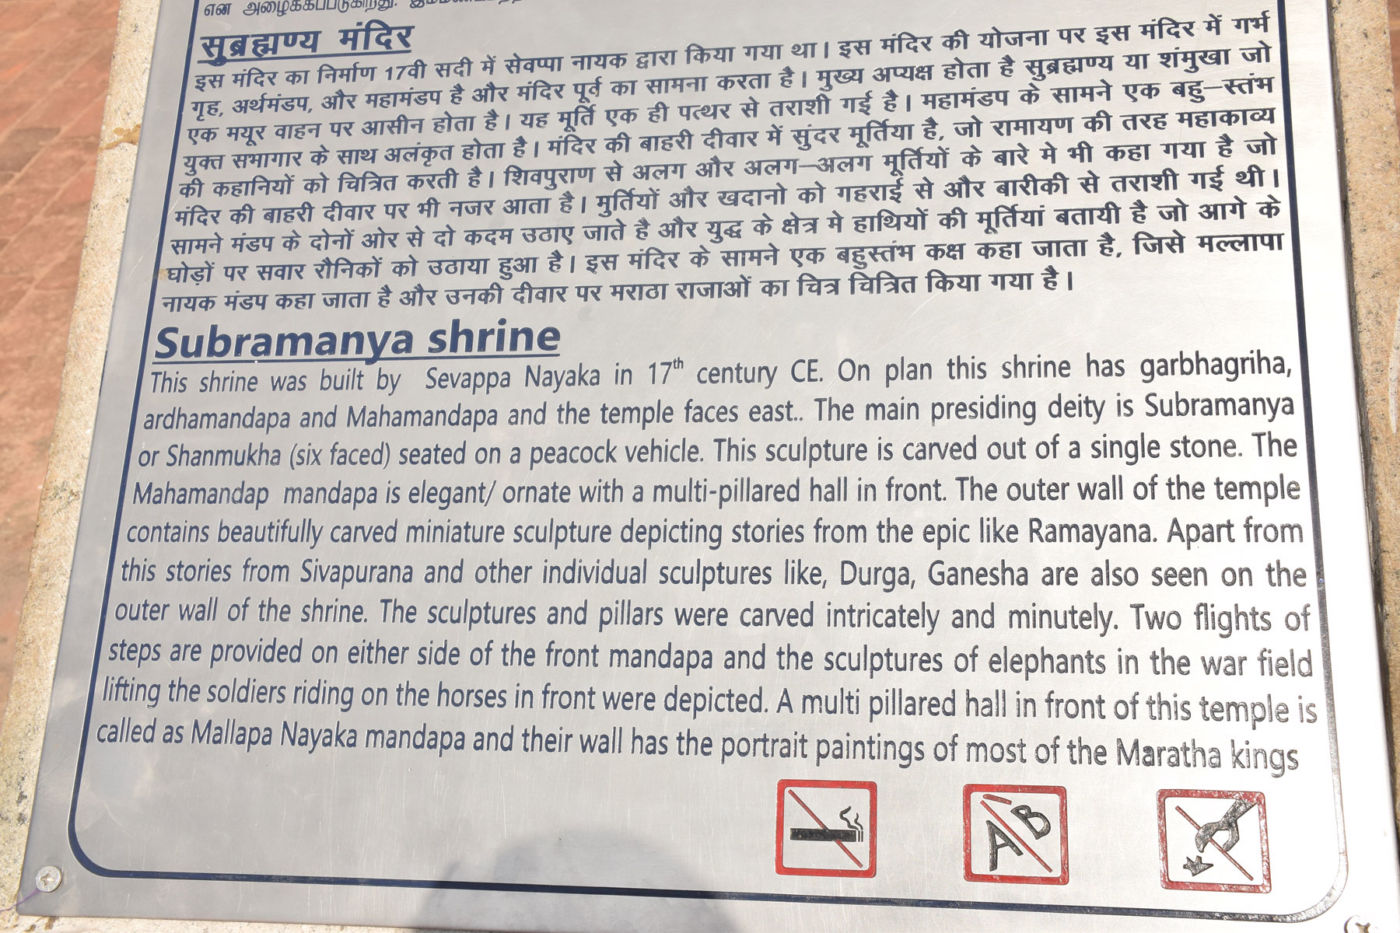 என அழைக்கப்படுகிறது.
सुब्रह्मण्य मंदिर
इस मंदिर का निर्माण 17वी सदी में सेवप्पा नायक द्वारा किया गया था। इस मंदिर की योजना पर इस मंदिर में गर्भ
गृह, अर्थमंडप, और महामंडप है और मंदिर पूर्व का सामना करता है। मुख्य अप्यक्ष होता है सुब्रह्मण्य या शंमुखा जो
एक मयूर वाहन पर आसीन होता है। यह मूर्ति एक ही पत्थर से तराशी गई है। महामंडप के सामने एक बहु–स्तंभ
युक्त सभागार के साथ अलंकृत होता है। मंदिर की बाहरी दीवार में सुंदर मूर्तिया है, जो रामायण की तरह महाकाव्य
की कहानियों को चित्रित करती है। शिवपुराण से अलग और अलग–अलग मूर्तियों के बारे मे भी कहा गया है जो
मंदिर की बाहरी दीवार पर भी नजर आता है। मुर्तियों और खदानो को गहराई से और बारीकी से तराशी गई थी।
सामने मंडप के दोनों ओर से दो कदम उठाए जाते है और युद्ध के क्षेत्र मे हाथियों की मूर्तियां बतायी है जो आगे के
घोड़ों पर सवार रौनिकों को उठाया हुआ है। इस मंदिर के सामने एक बहुस्तंभ कक्ष कहा जाता है, जिसे मल्लापा
नायक मंडप कहा जाता है और उनकी दीवार पर मराठा राजाओं का चित्र चित्रित किया गया है।
Subramanya shrine
This shrine was built by Sevappa Nayaka in 17th century CE. On plan this shrine has garbhagriha,
ardhamandapa and Mahamandapa and the temple faces east.. The main presiding deity is Subramanya
or Shanmukha (six faced) seated on a peacock vehicle. This sculpture is carved out of a single stone. The
Mahamandap mandapa is elegant/ ornate with a multi-pillared hall in front. The outer wall of the temple
contains beautifully carved miniature sculpture depicting stories from the epic like Ramayana. Apart from
this stories from Sivapurana and other individual sculptures like, Durga, Ganesha are also seen on the
outer wall of the shrine. The sculptures and pillars were carved intricately and minutely. Two flights of
steps are provided on either side of the front mandapa and the sculptures of elephants in the war field
lifting the soldiers riding on the horses in front were depicted. A multi pillared hall in front of this temple is
called as Mallapa Nayaka mandapa and their wall has the portrait paintings of most of the Maratha kings
A B